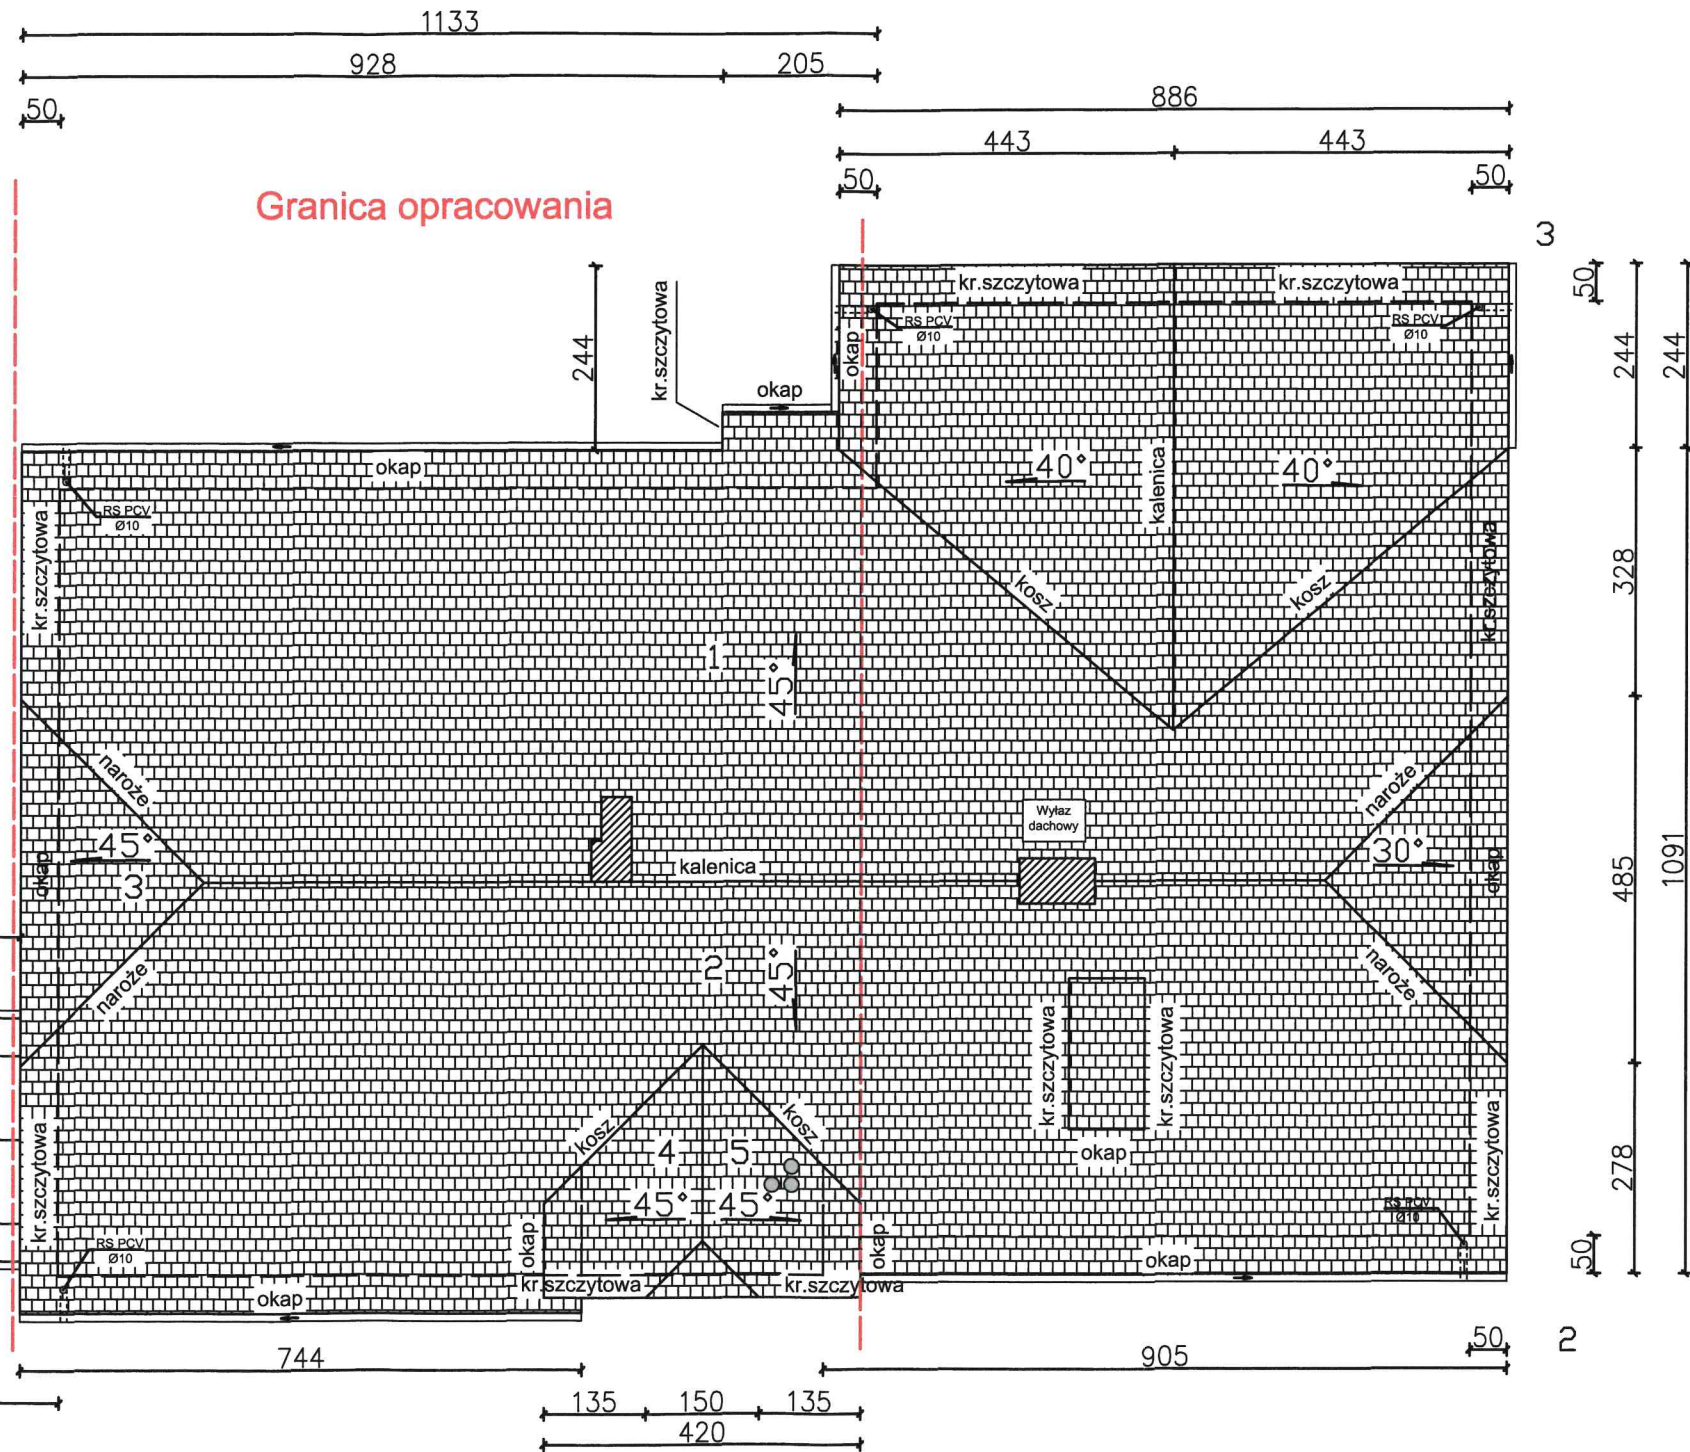 1133
928
205
50
886
443
443
50
50
Granica opracowania
3
kr.szczytowa
kr.szczytowa
50
244
kr.szczytowa
okap
okap
RS PCV
Ø10
RS PCV
Ø10
244
244
okap
RS PCV
Ø10
kr.szczytowa
40°
kalenica
40°
kr.szczytowa
328
kosz
kosz
1
45°
naroże
naroże
Wyłaz
dachowy
45°
3
okap
kalenica
30°
okap
485
1091
naroże
2
45°
naroże
kr.szczytowa
kr.szczytowa
kosz
kosz
4
5
okap
45°
45°
kr.szczytowa
kr.szczytowa
278
RS PCV
Ø10
RS PCV
Ø10
okap
okap
okap
50
okap
kr.szczytowa
kr.szczytowa
744
905
50
2
135
150
135
420